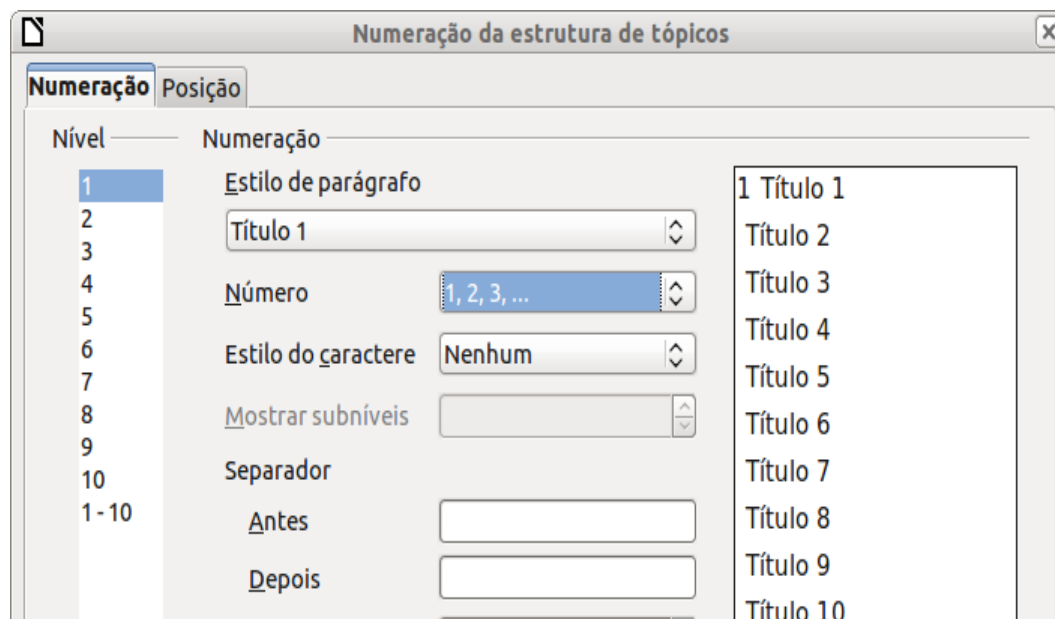 Numeração da estrutura de tópicos
Numeração Posição
Nível
1
2
3
4
5
6
7
8
9
10
1 - 10
Numeração
Estilo de parágrafo
Título 1
Número 1, 2, 3, ...
Estilo do caractere Nenhum
Mostrar subníveis
Separador
Antes
Depois
1 Título 1
Título 2
Título 3
Título 4
Título 5
Título 6
Título 7
Título 8
Título 9
Título 10